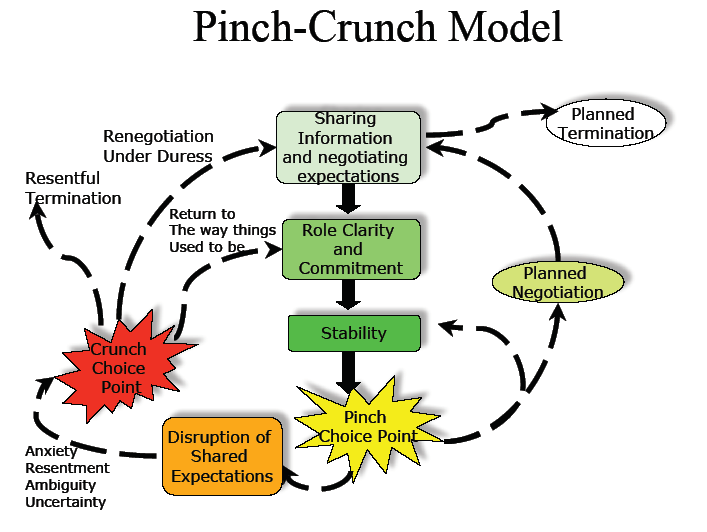 Pinch-Crunch Model
Sharing
Information
and negotiating
expectations
Planned
Termination
Renegotiation
Under Duress
Resentful
Termination
Return to
The way things
Used to be
Role Clarity
and
Commitment
Planned
Negotiation
Stability
Crunch
Choice
Point
Pinch
Choice Point
Disruption of
Shared
Expectations
Anxiety
Resentment
Ambiguity
Uncertainty